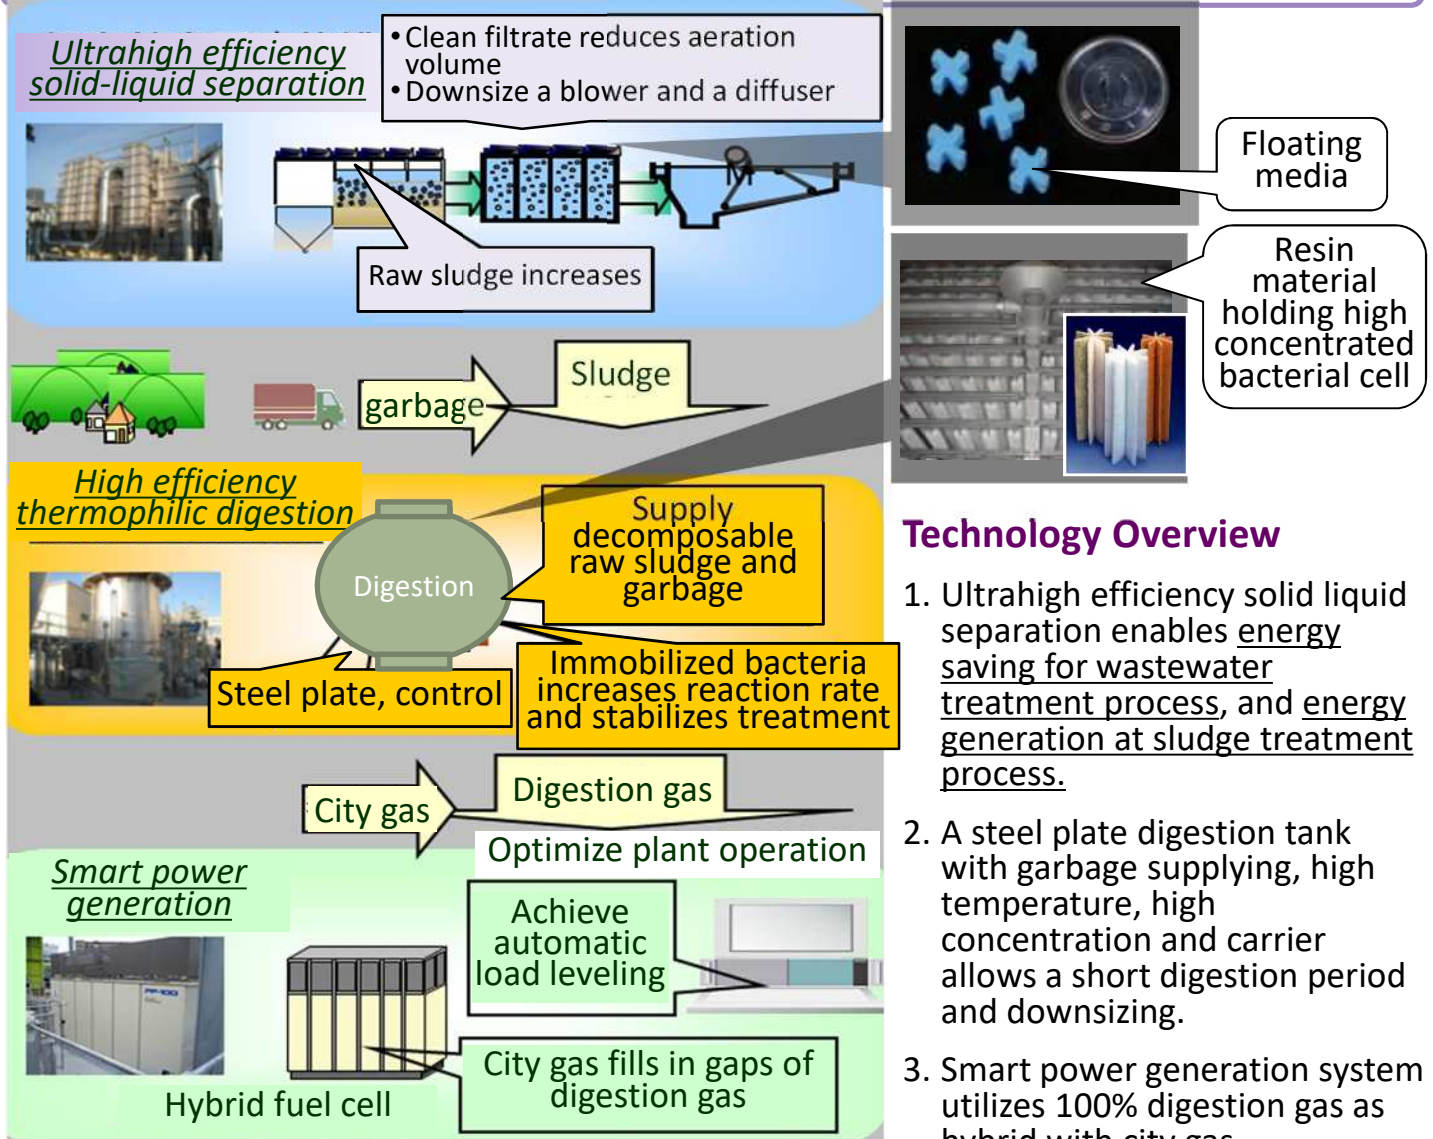 Ultrahigh efficiency
solid-liquid separation
• Clean filtrate reduces aeration
volume
• Downsize a blower and a diffuser
Raw sludge increases
Floating
media
Resin
material
holding high
concentrated
bacterial cell
garbage
Sludge
High efficiency
thermophilic digestion
Digestion
Supply
decomposable
raw sludge and
garbage
Steel plate, control
Immobilized bacteria
increases reaction rate
and stabilizes treatment
City gas
Digestion gas
Optimize plant operation
Smart power
generation
Achieve
automatic
load leveling
City gas fills in gaps of
digestion gas
Hybrid fuel cell
Technology Overview
1. Ultrahigh efficiency solid liquid
separation enables energy
saving for wastewater
treatment process, and energy
generation at sludge treatment
process.
2. A steel plate digestion tank
with garbage supplying, high
temperature, high
concentration and carrier
allows a short digestion period
and downsizing.
3. Smart power generation system
utilizes 100% digestion gas as
hybrid with city gas